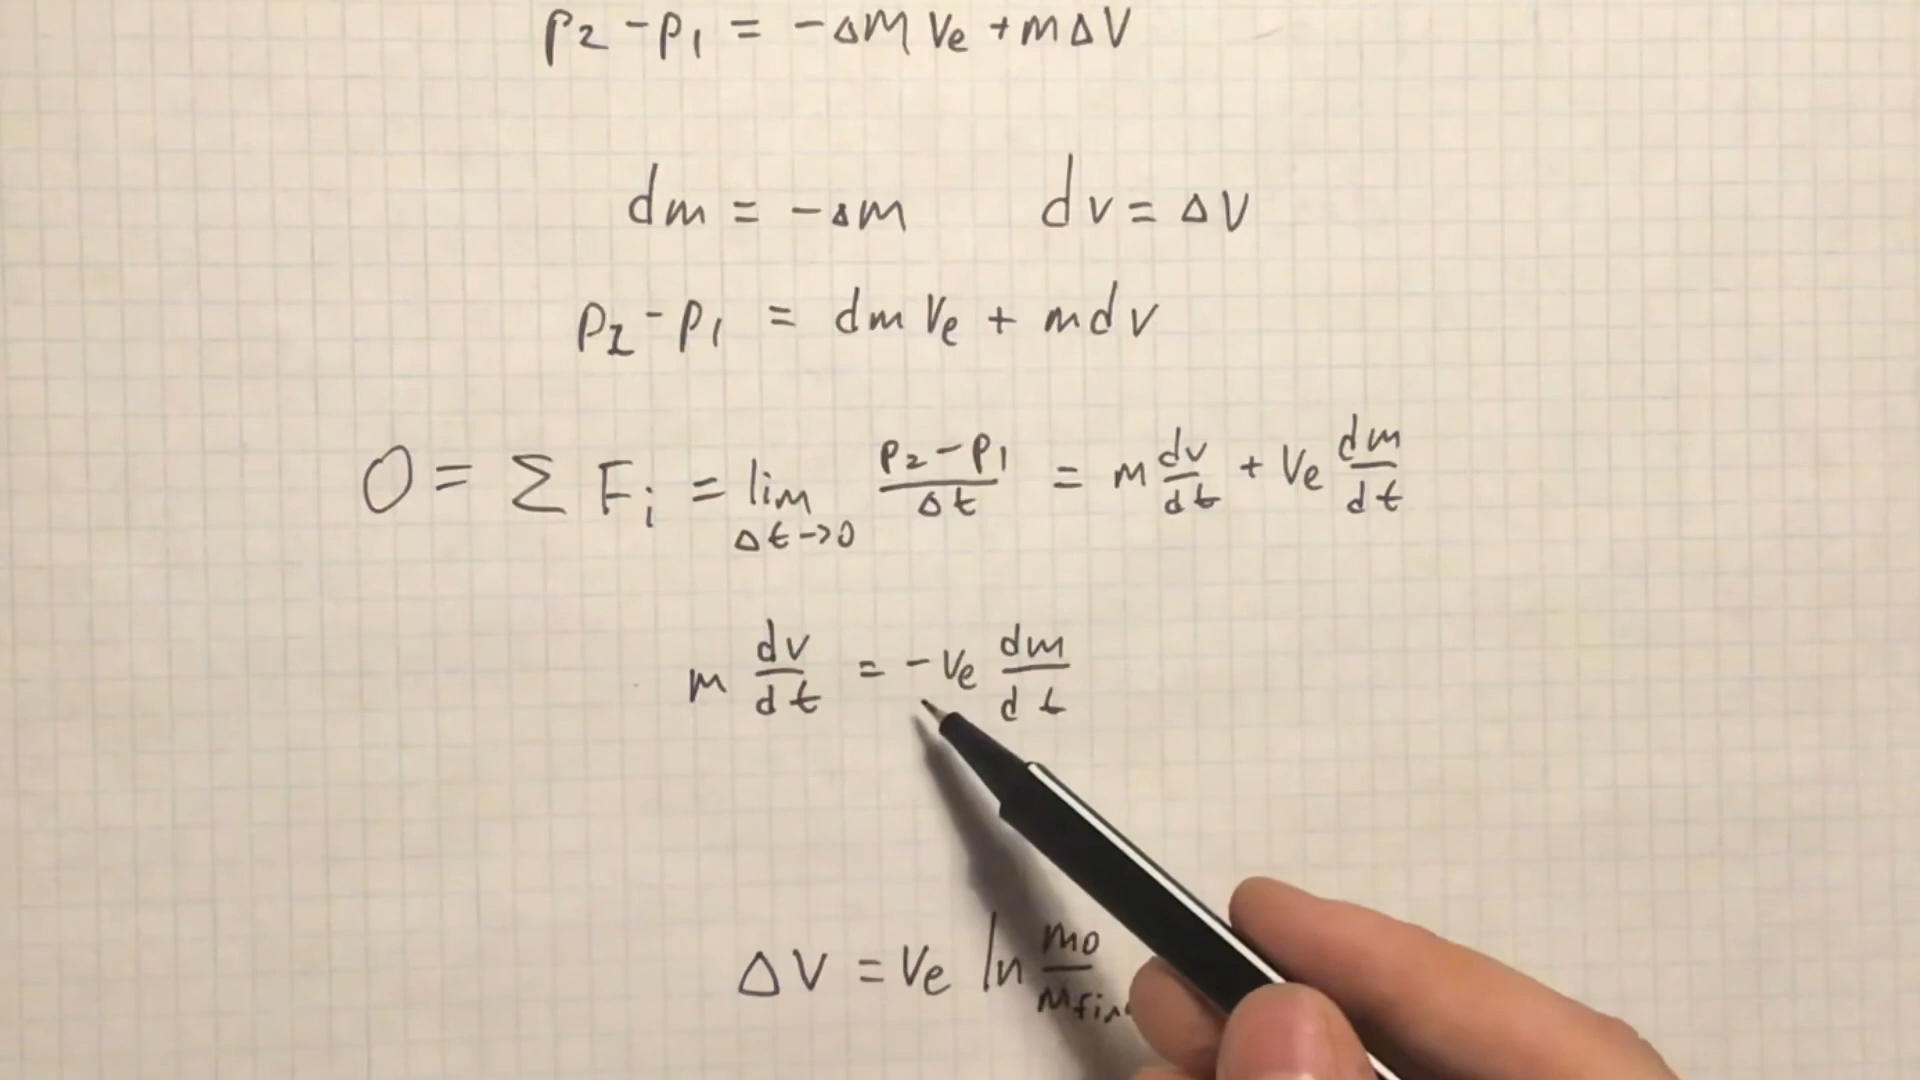 p2 - p1 = -Δm Ve + mΔV
dm = -Δm dv = ΔV
p2 - p1 = dm Ve + mdv
0 = Σ Fi = lim Δt->0 p2-p1/Δt = m dv/dt + Ve dm/dt
m dv/dt = -Ve dm/dt
ΔV = Ve ln m0/